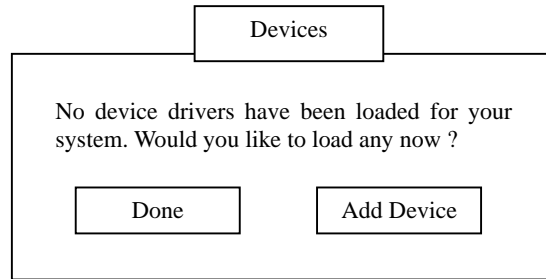 Devices
No device drivers have been loaded for your
system. Would you like to load any now ?
Done
Add Device